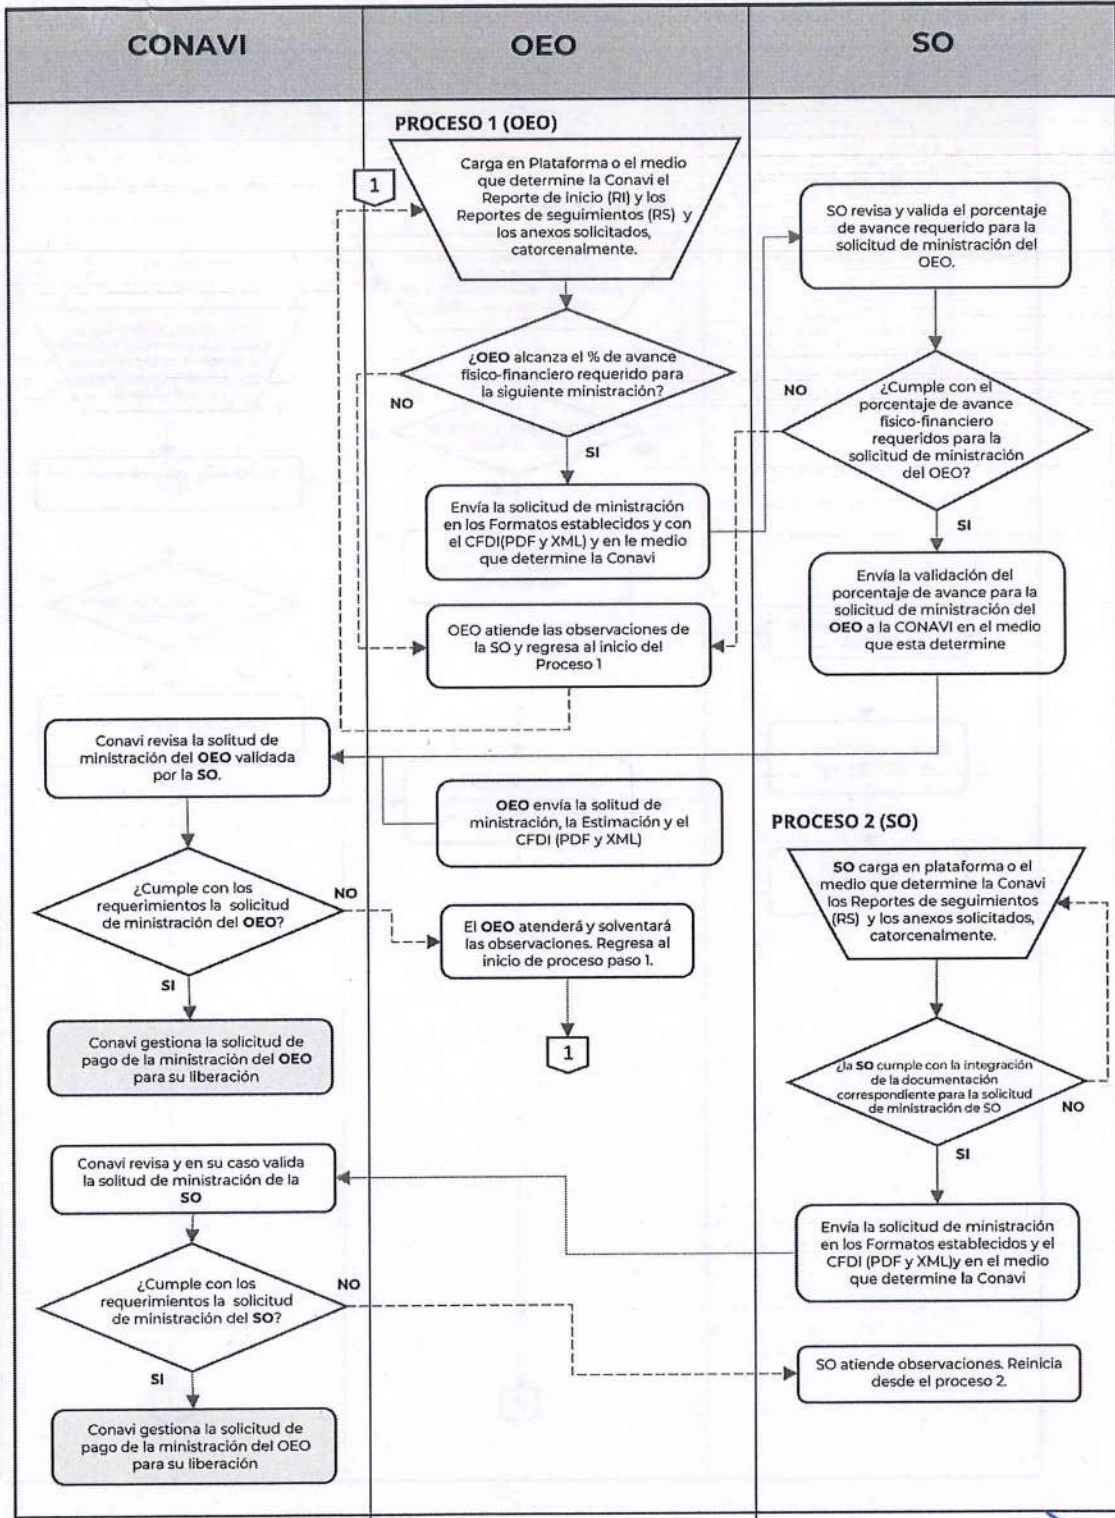 CONAVI
OEO
SO
PROCESO 1 (OEO)
1
Carga en Plataforma o el medio
que determine la Conavi el
Reporte de inicio (RI) y los
Reportes de seguimientos (RS) y
los anexos solicitados,
catorcenalmente.
SO revisa y valida el porcentaje
de avance requerido para la
solicitud de ministración del
OEO.
¿OEO alcanza el % de avance
físico-financiero requerido para
la siguiente ministración?
NO
SI
¿Cumple con el
porcentaje de avance
físico-financiero
requeridos para la
solicitud de ministración
del OEO?
NO
SI
Envía la solicitud de ministración
en los Formatos establecidos y con
el CFDI(PDF y XML) y en le medio
que determine la Conavi
Envía la validación del
porcentaje de avance para la
solicitud de ministración del
OEO a la CONAVI en el medio
que esta determine
OEO atiende las observaciones de
la SO y regresa al inicio del
Proceso 1
Conavi revisa la solitud de
ministración del OEO validada
por la SO.
OEO envía la solitud de
ministración, la Estimación y el
CFDI (PDF y XML)
PROCESO 2 (SO)
SO carga en plataforma o el
medio que determine la Conavi
los Reportes de seguimientos
(RS) y los anexos solicitados,
catorcenalmente.
¿Cumple con los
requerimientos la solicitud
de ministración del OEO?
NO
SI
El OEO atenderá y solventará
las observaciones. Regresa al
inicio de proceso paso 1.
1
Conavi gestiona la solicitud de
pago de la ministración del OEO
para su liberación
¿la SO cumple con la integración
de la documentación
correspondiente para la solicitud
de ministración de SO
NO
SI
Conavi revisa y en su caso valida
la solitud de ministración de la
SO
Envía la solicitud de ministración
en los Formatos establecidos y el
CFDI (PDF y XML)y en el medio
que determine la Conavi
¿Cumple con los
requerimientos la solicitud
de ministración del SO?
NO
SI
SO atiende observaciones. Reinicia
desde el proceso 2.
Conavi gestiona la solicitud de
pago de la ministración del OEO
para su liberación